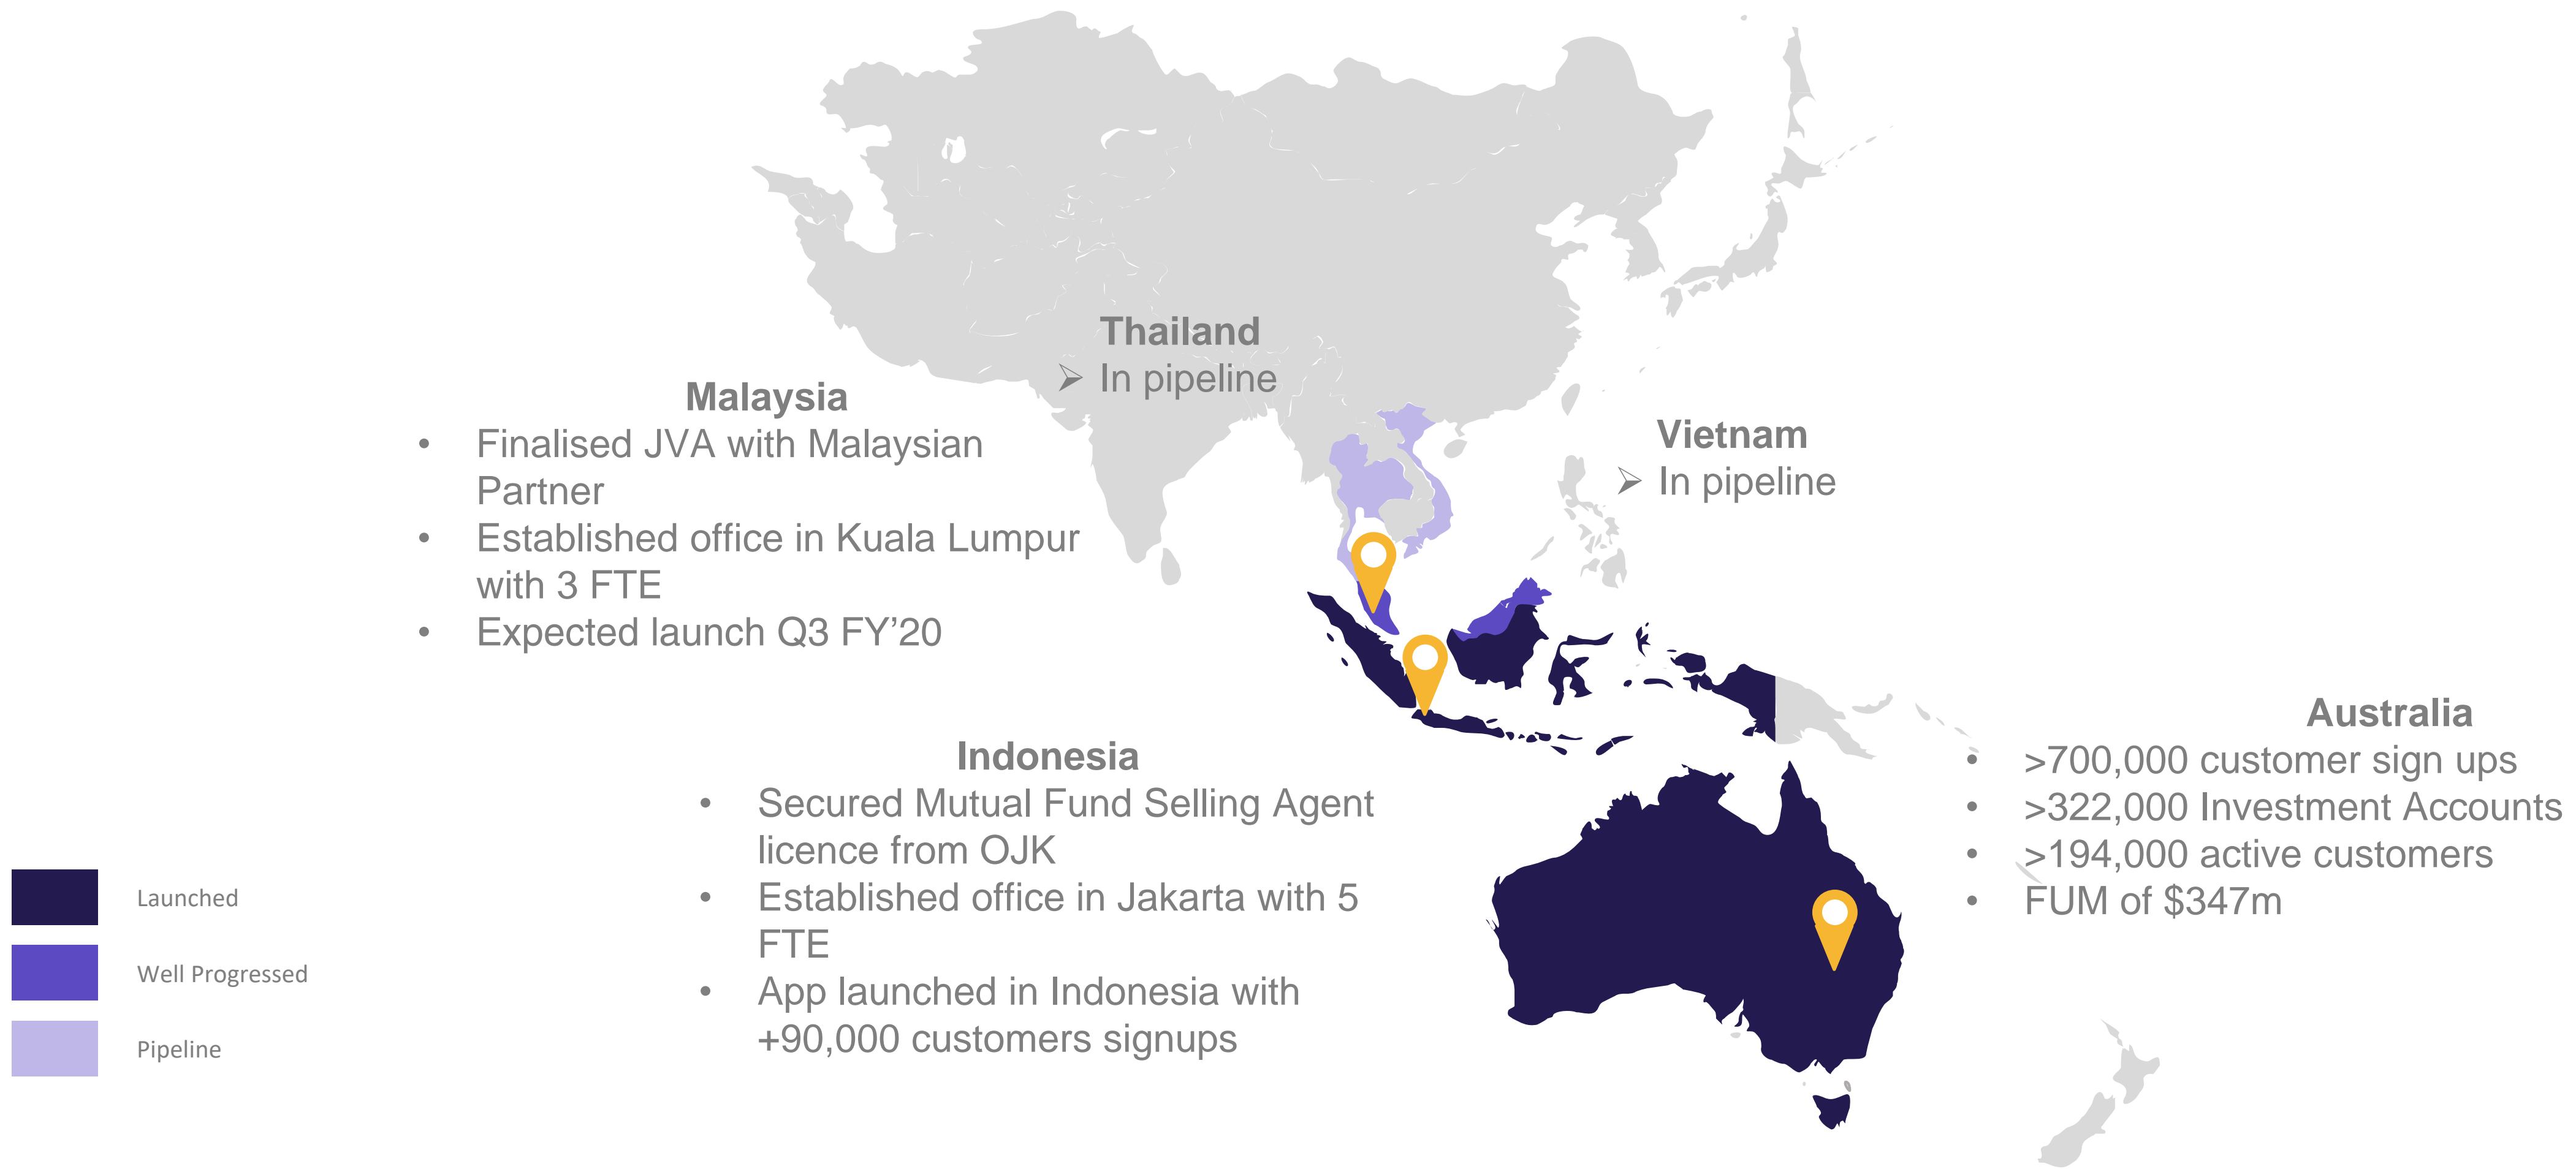 Thailand
➢ In pipeline
Malaysia
• Finalised JVA with Malaysian
Partner
• Established office in Kuala Lumpur
with 3 FTE
• Expected launch Q3 FY’20
Vietnam
➢ In pipeline
Indonesia
• Secured Mutual Fund Selling Agent
licence from OJK
• Established office in Jakarta with 5
FTE
• App launched in Indonesia with
+90,000 customers signups
Australia
• >700,000 customer sign ups
• >322,000 Investment Accounts
• >194,000 active customers
• FUM of $347m
Launched
Well Progressed
Pipeline